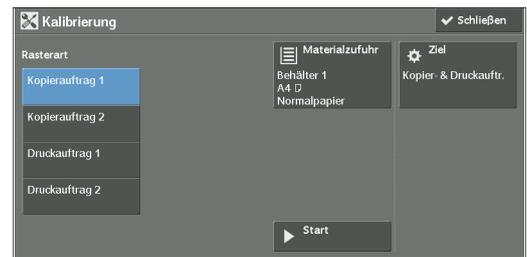 Kalibrierung
Schließen
Rasterart
Kopierauftrag 1
Kopierauftrag 2
Druckauftrag 1
Druckauftrag 2
Materialzufuhr
Behälter 1
A4
Normalpapier
Start
Ziel
Kopier- & Druckauftr.